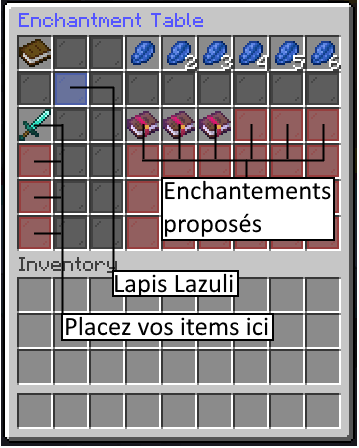 Enchantment Table
2 3 4 5 6
Enchantements
proposés
Inventory
Lapis Lazuli
Placez vos items ici